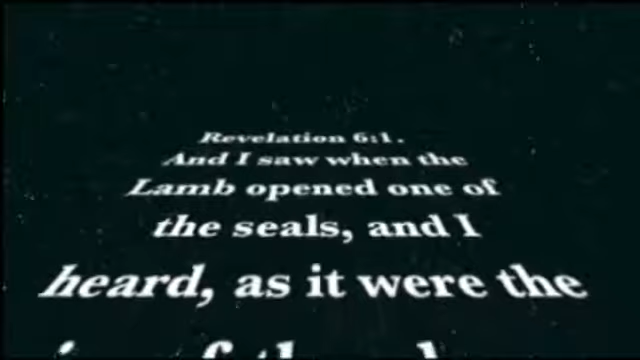 Revelation 6:1.
And I saw when the
Lamb opened one of
the seals, and I
heard, as it were the